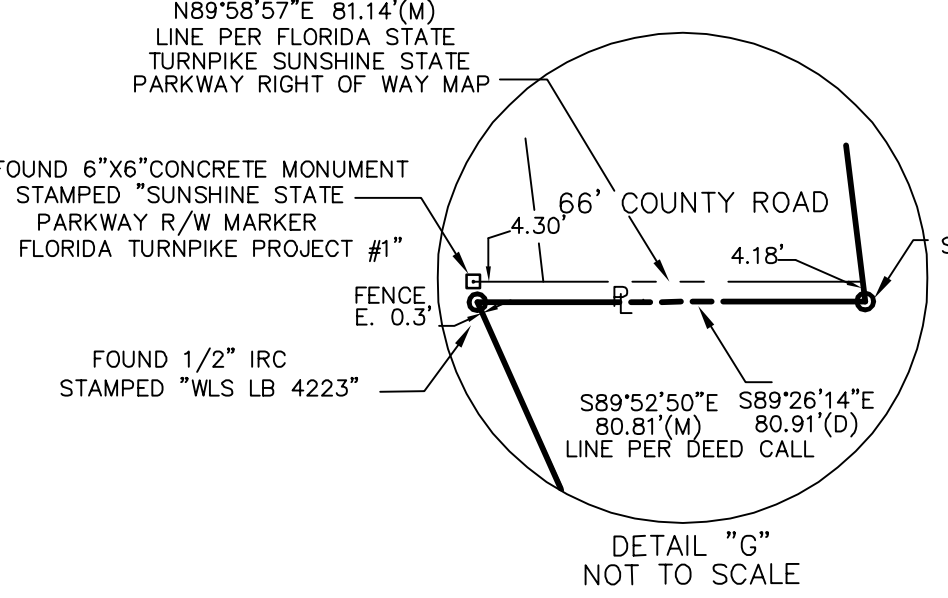 N89°58'57"E 81.14'(M)
LINE PER FLORIDA STATE
TURNPIKE SUNSHINE STATE
PARKWAY RIGHT OF WAY MAP
FOUND 6"X6"CONCRETE MONUMENT
STAMPED "SUNSHINE STATE
PARKWAY R/W MARKER
FLORIDA TURNPIKE PROJECT #1"
66' COUNTY ROAD
4.30'
4.18'
S
FENCE
E. 0.3'
PL
FOUND 1/2" IRC
STAMPED "WLS LB 4223"
S89°52'50"E
80.81'(M)
S89°26'14"E
80.91'(D)
LINE PER DEED CALL
DETAIL "G"
NOT TO SCALE